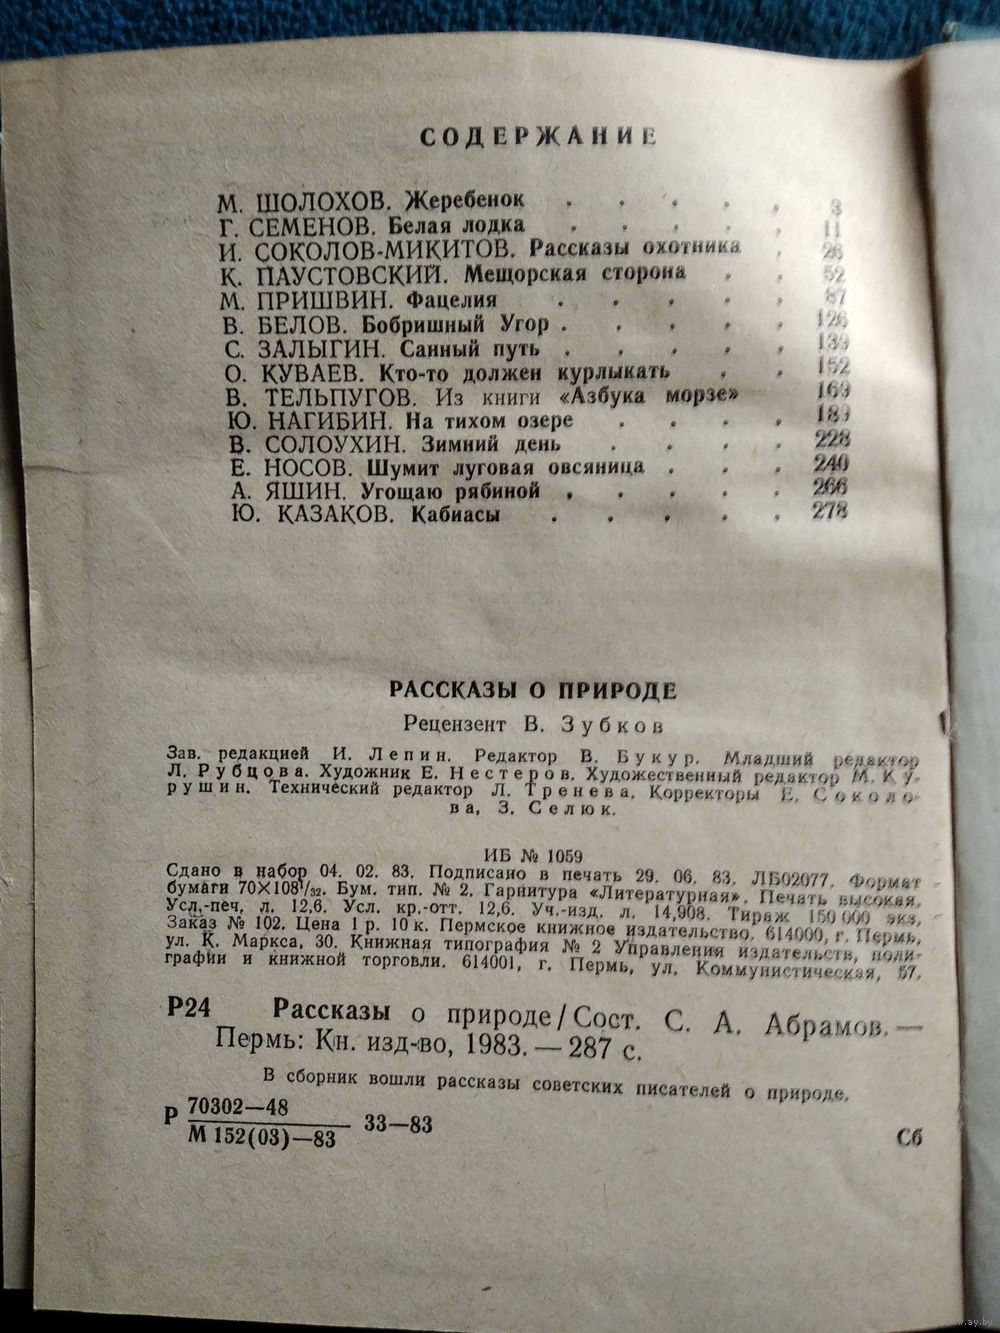 СОДЕРЖАНИЕ
М. ШОЛОХОВ. Жеребенок . . . . . 3
Г. СЕМЕНОВ. Белая лодка . . . . . 11
И. СОКОЛОВ-МИКИТОВ. Рассказы охотника . 26
К. ПАУСТОВСКИЙ. Мещорская сторона . . 52
М. ПРИШВИН. Фацелия . . . . . 87
В. БЕЛОВ. Бобришный Угор . . . . . 126
С. ЗАЛЫГИН. Санный путь . . . . . 139
О. КУВАЕВ. Кто-то должен курлыкать . . 152
В. ТЕЛЬПУГОВ. Из книги «Азбука морзе» 169
Ю. НАГИБИН. На тихом озере . . . . 189
В. СОЛОУХИН. Зимний день . . . . 228
Е. НОСОВ. Шумит луговая овсяница . . . 240
А. ЯШИН. Угощаю рябиной . . . . . 266
Ю. КАЗАКОВ. Кабиасы . . . . . 278
РАССКАЗЫ О ПРИРОДЕ
Рецензент В. Зубков
Зав. редакцией И. Лепин. Редактор В. Букур. Младший редактор
Л. Рубцова. Художник Е. Нестеров. Художественный редактор М. Ку-
рушин. Технический редактор Л. Тренева. Корректоры Е. Соколо-
ва, З. Селюк.
ИБ № 1059
Сдано в набор 04. 02. 83. Подписано в печать 29. 06. 83. ЛБ02077. Формат
бумаги 70×108 1/32. Бум. тип. № 2. Гарнитура «Литературная». Печать высокая.
Усл.-печ. л. 12,6. Усл. кр.-отт. 12,6. Уч.-изд. л. 14,908. Тираж 150 000 экз.
Заказ № 102. Цена 1 р. 10 к. Пермское книжное издательство. 614000, г. Пермь,
ул. К. Маркса, 30. Книжная типография № 2 Управления издательств, поли-
графии и книжной торговли. 614001, г. Пермь, ул. Коммунистическая, 57.
Р24 Рассказы о природе/Сост. С. А. Абрамов. —
Пермь: Кн. изд-во, 1983. — 287 с.
В сборник вошли рассказы советских писателей о природе.
Р 70302—48
М 152(03)—83 33—83
Сб
www.ay.by